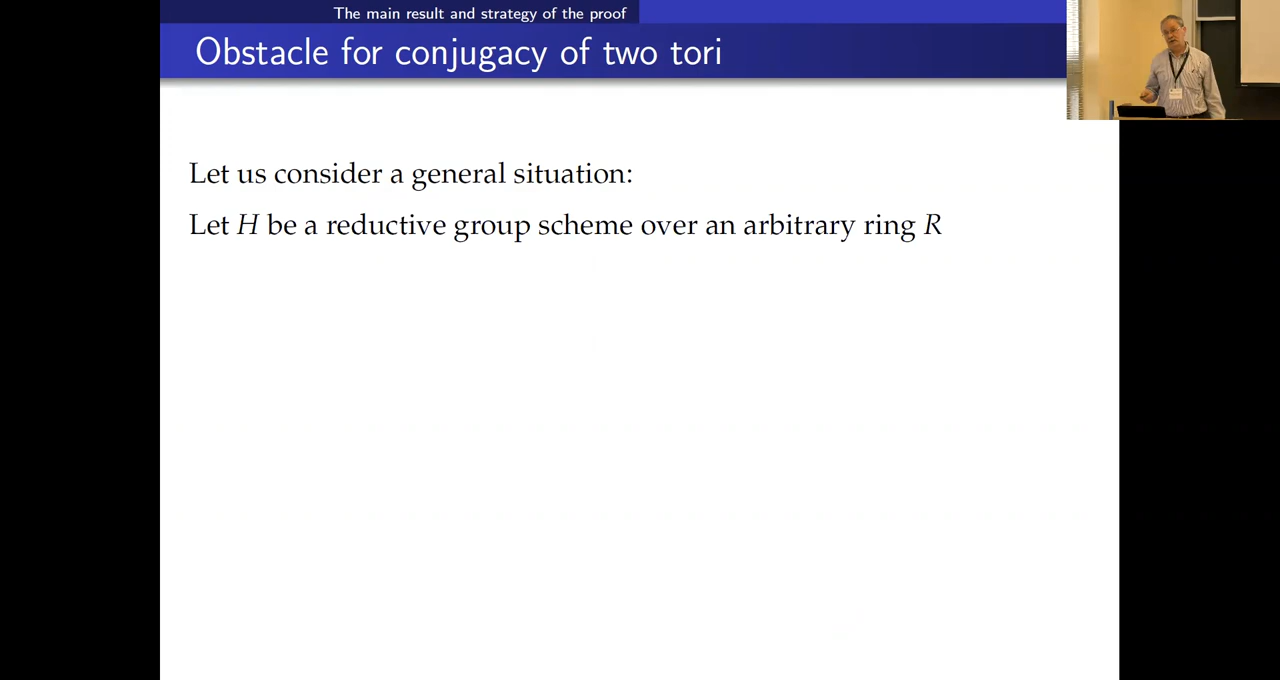 The main result and strategy of the proof
Obstacle for conjugacy of two tori
Let us consider a general situation:
Let H be a reductive group scheme over an arbitrary ring R